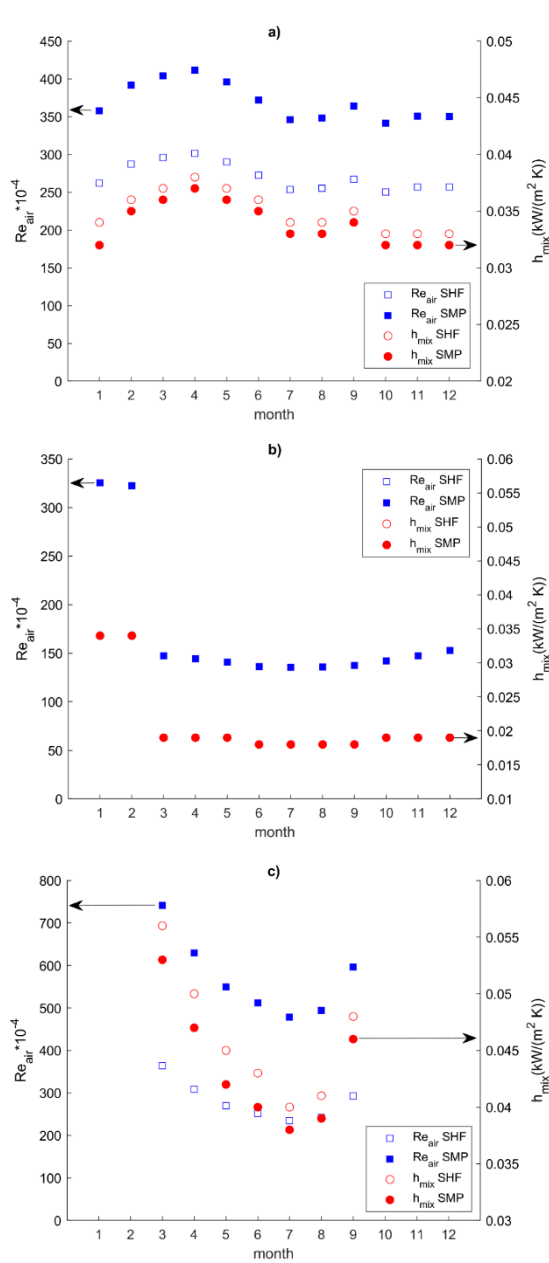 a)
450
400
350
300
250
200
150
100
50
0
Re_air*10^-4
0.05
0.045
0.04
0.035
0.03
0.025
0.02
h_mix(kW/(m^2 K))
Re_air SHF
Re_air SMP
h_mix SHF
h_mix SMP
1 2 3 4 5 6 7 8 9 10 11 12
month
b)
350
300
250
200
150
100
50
0
Re_air*10^-4
0.06
0.055
0.05
0.045
0.04
0.035
0.03
0.025
0.02
0.015
0.01
h_mix(kW/(m^2 K))
Re_air SHF
Re_air SMP
h_mix SHF
h_mix SMP
1 2 3 4 5 6 7 8 9 10 11 12
month
c)
800
700
600
500
400
300
200
100
0
Re_air*10^-4
0.06
0.055
0.05
0.045
0.04
0.035
0.03
h_mix(kW/(m^2 K))
Re_air SHF
Re_air SMP
h_mix SHF
h_mix SMP
1 2 3 4 5 6 7 8 9 10 11 12
month